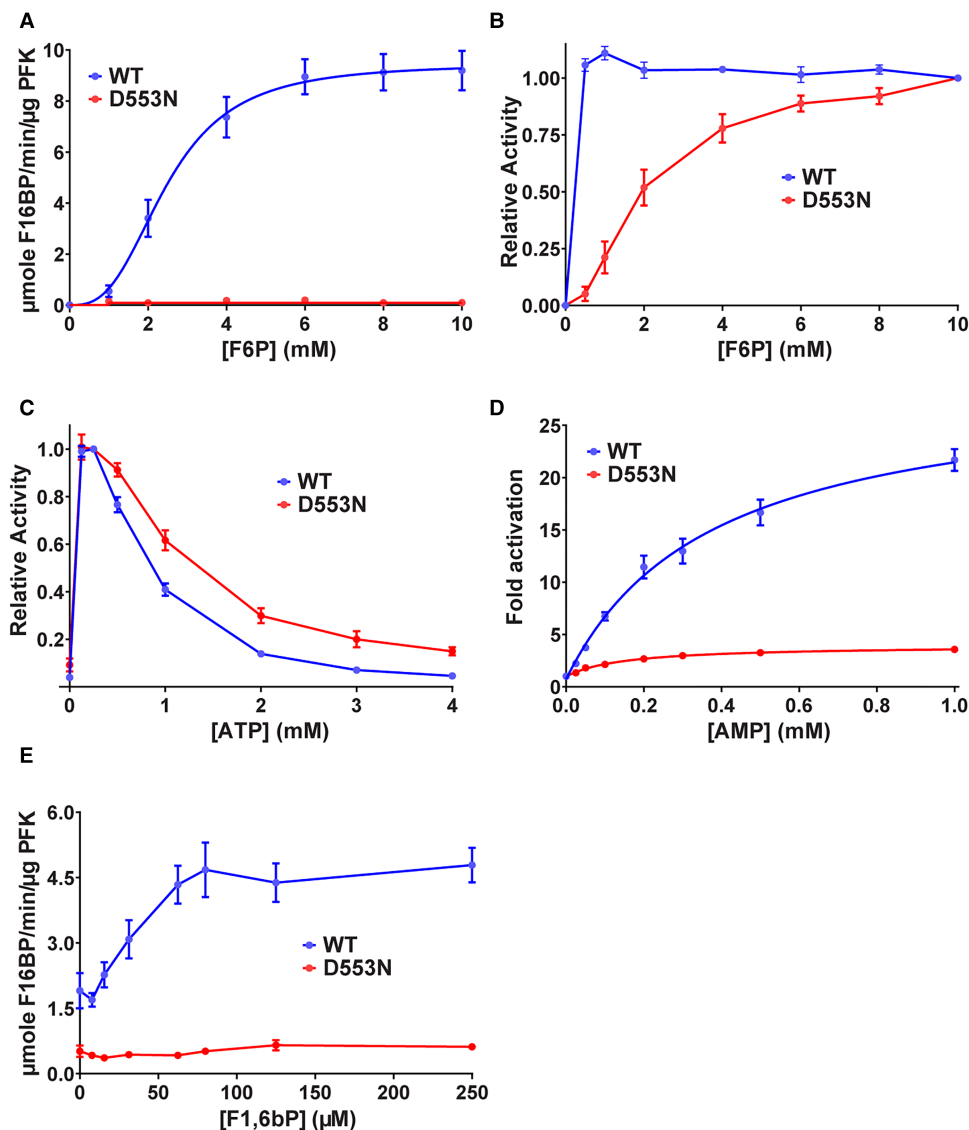 A
µmole F16BP/min/µg PFK
10
8
6
4
2
0
WT
D553N
0 2 4 6 8 10
[F6P] (mM)
B
Relative Activity
1.00
0.75
0.50
0.25
0.00
WT
D553N
0 2 4 6 8 10
[F6P] (mM)
C
Relative Activity
1.0
0.8
0.6
0.4
0.2
WT
D553N
0 1 2 3 4
[ATP] (mM)
D
Fold activation
25
20
15
10
5
0
WT
D553N
0.0 0.2 0.4 0.6 0.8 1.0
[AMP] (mM)
E
µmole F16BP/min/µg PFK
6.0
4.5
3.0
1.5
0.0
WT
D553N
0 50 100 150 200 250
[F1,6bP] (µM)